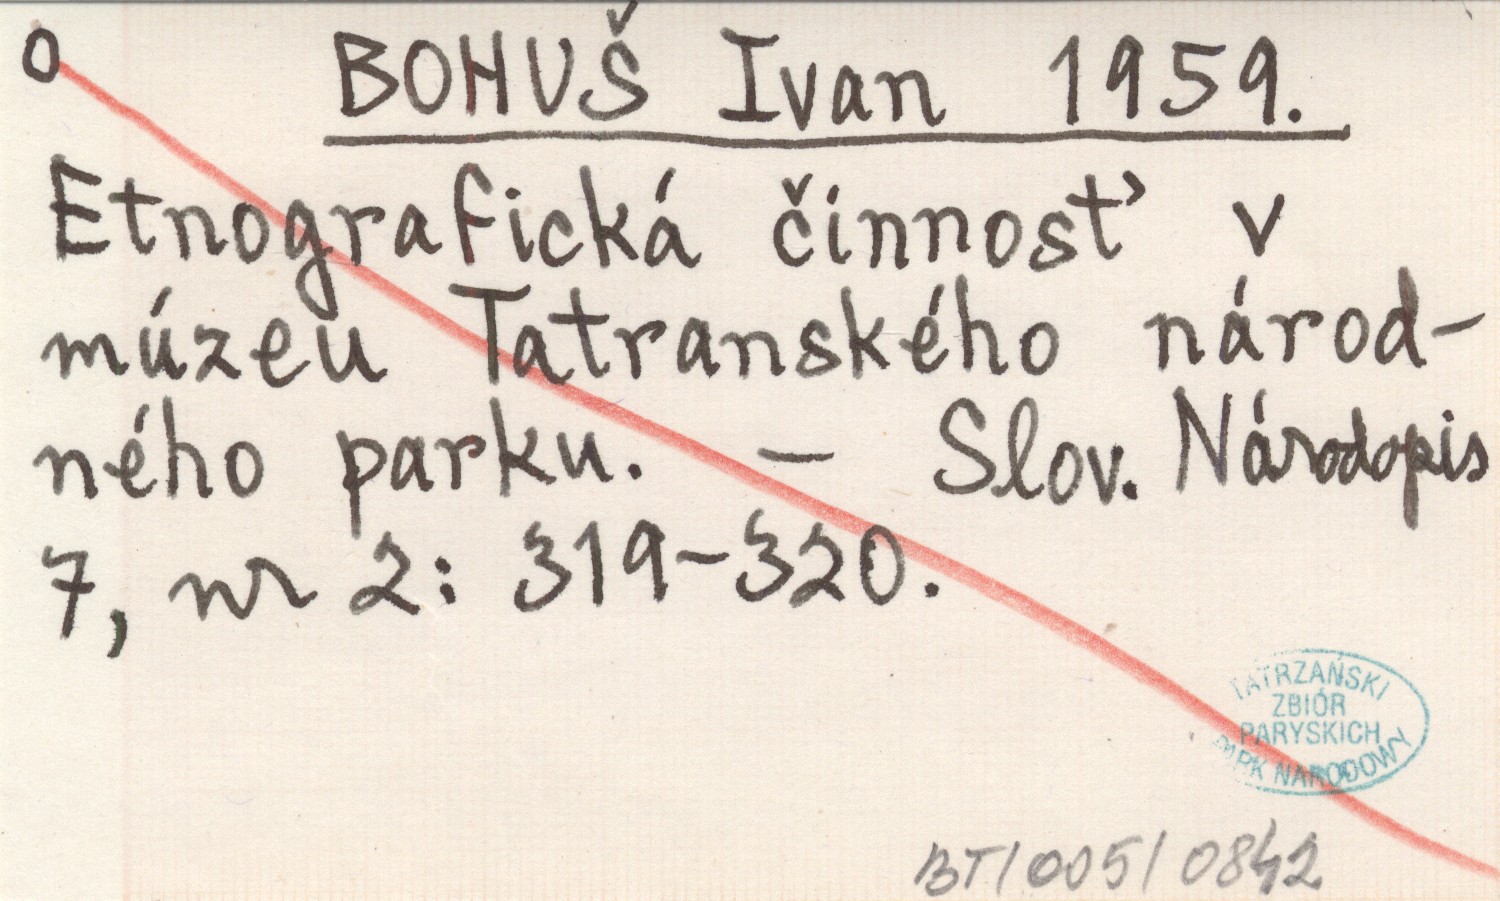 O BOHUŠ Ivan 1959.
Etnografická činnosť v
múzeu Tatranského národ-
ného parku. – Slov. Národopis
7, nr 2: 319-320.
TATRZAŃSKI
ZBIÓR
PARYSKICH
PARK NARODOWY
BT/005/0842